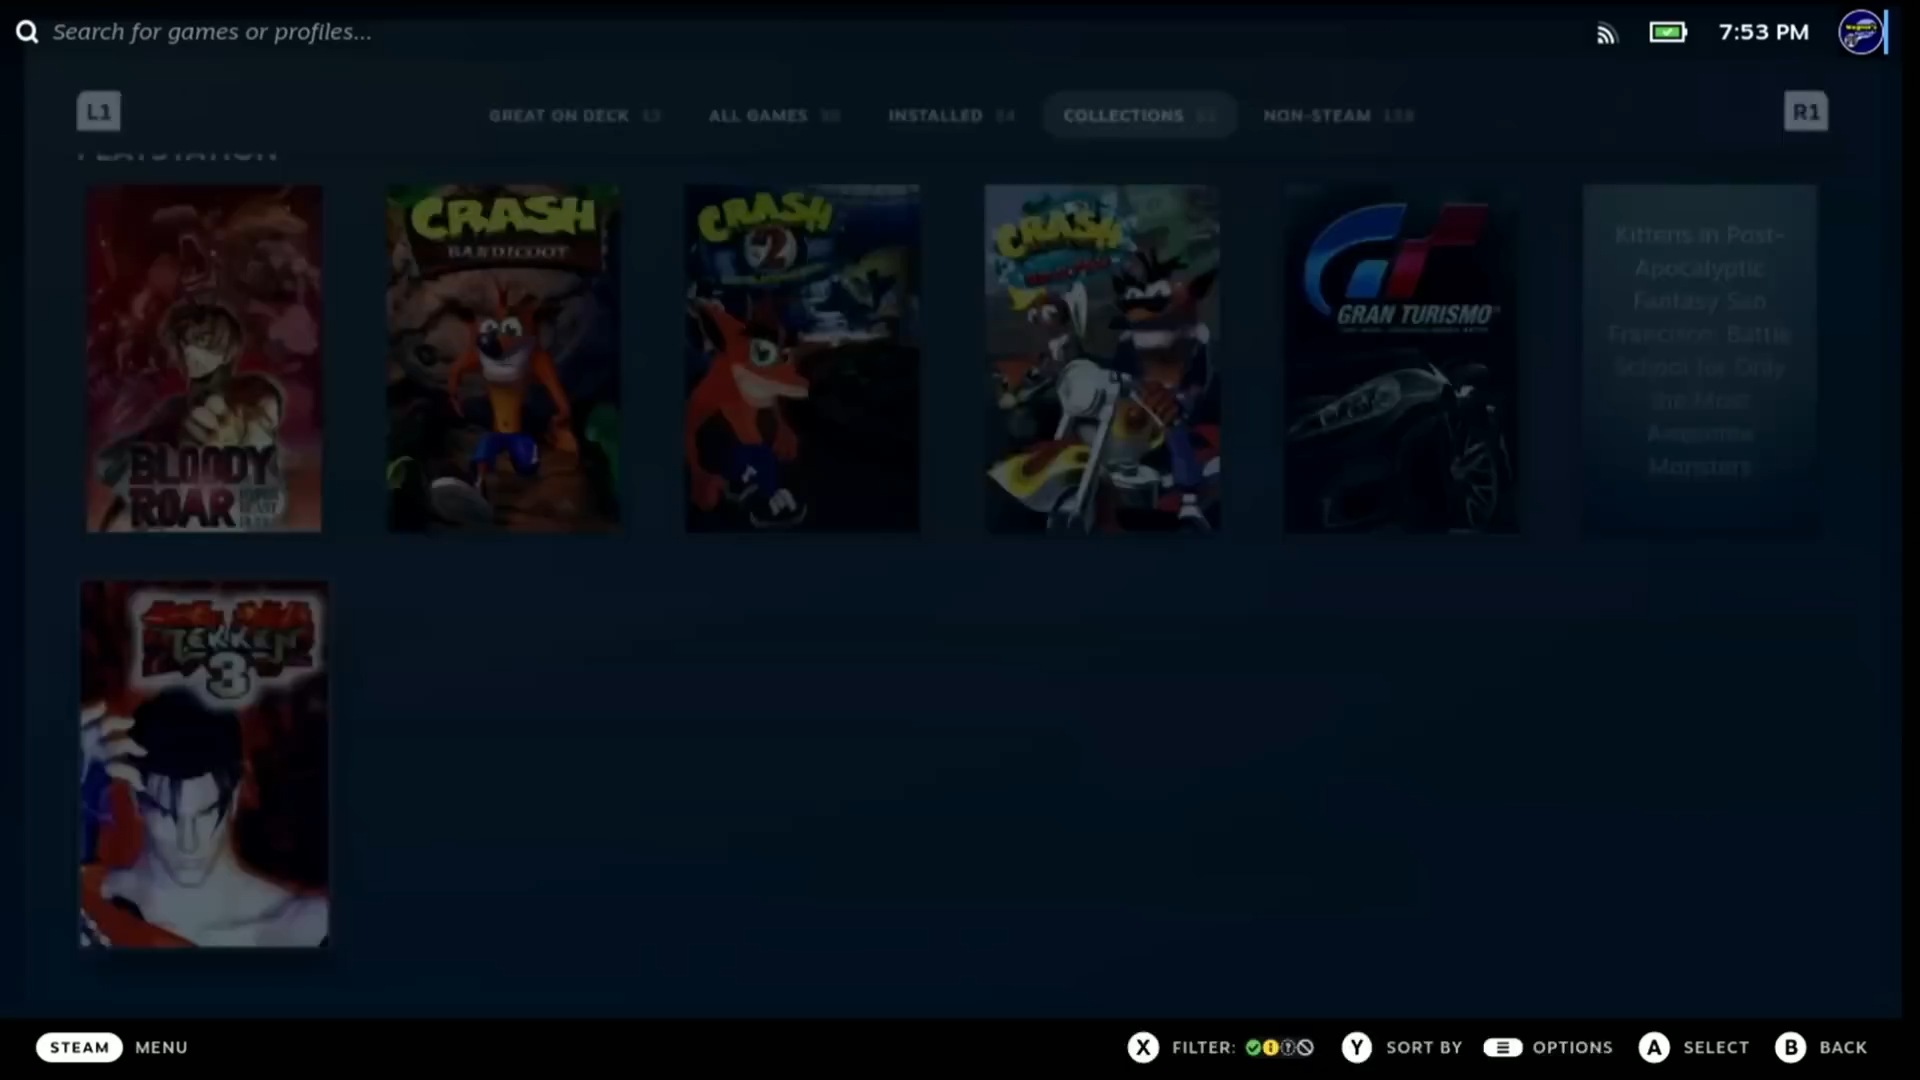 Search for games or profiles...
7:53 PM
L1
GREAT ON DECK
ALL GAMES
INSTALLED
COLLECTIONS
NON-STEAM
R1
PLAYSTATION
BLOODY
ROAR
CRASH
BANDICOOT
CRASH
2
CRASH
GRAN TURISMO
Kittens in Post-
Apocalyptic
Fantasy San
Francisco: Battle
School for Only
the Most
Awesome
Monsters
TEKKEN
3
STEAM MENU
X FILTER: Y SORT BY OPTIONS A SELECT B BACK